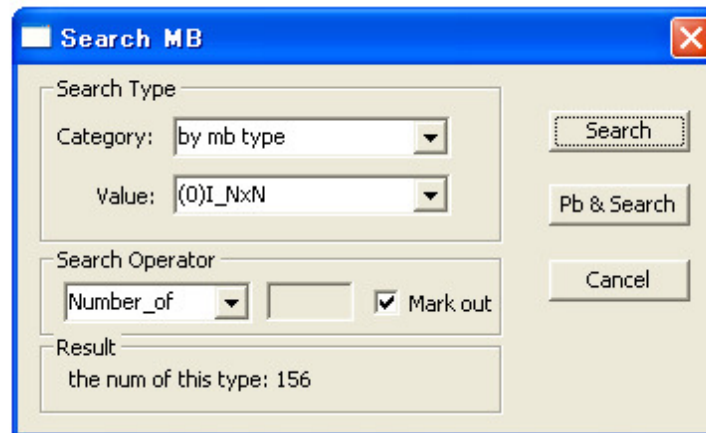 Search MB
Search Type
Category: by mb type
Search
Value: (0)I_NxN
Pb & Search
Search Operator
Cancel
Number_of
Mark out
Result
the num of this type: 156